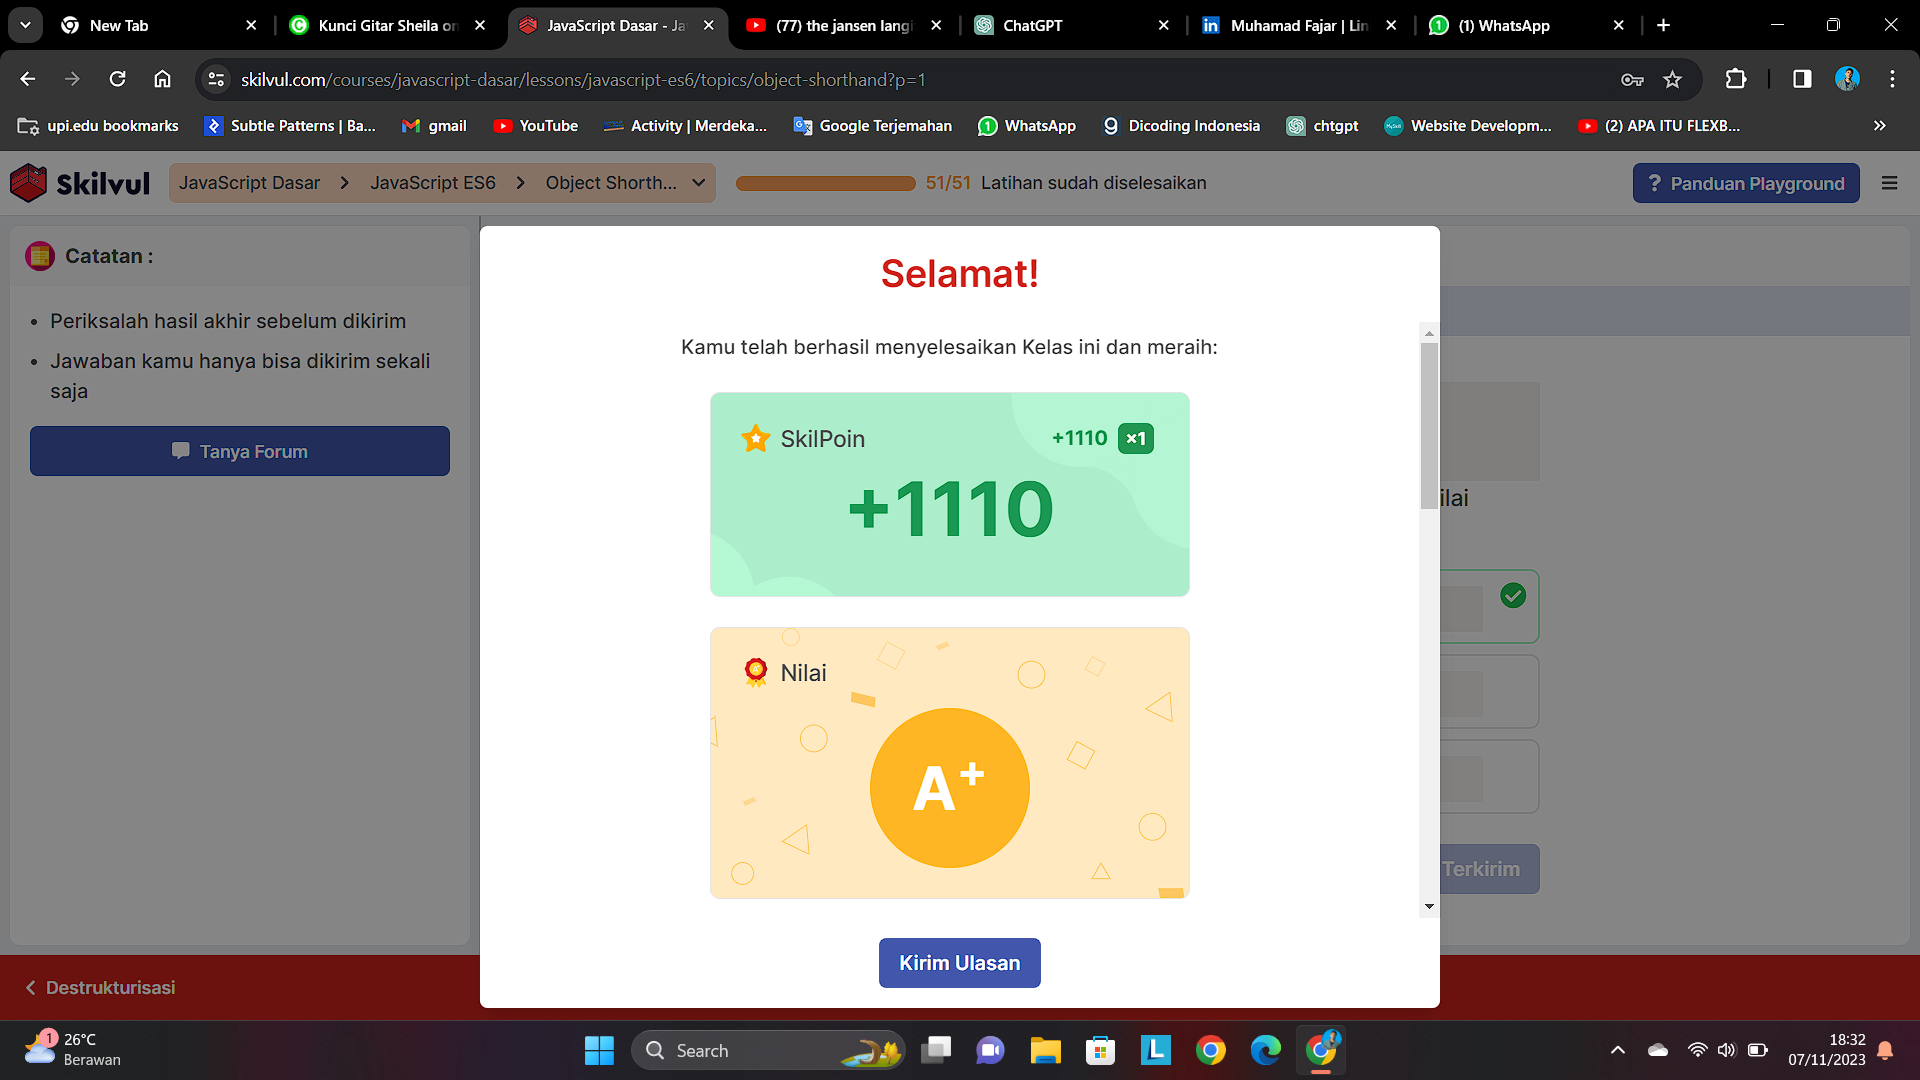 New Tab
Kunci Gitar Sheila on
JavaScript Dasar - Ja
(77) the jansen langi
ChatGPT
Muhamad Fajar | Lin
(1) WhatsApp
skilvul.com/courses/javascript-dasar/lessons/javascript-es6/topics/object-shorthand?p=1
upi.edu bookmarks
Subtle Patterns | Ba...
gmail
YouTube
Activity | Merdeka...
Google Terjemahan
WhatsApp
Dicoding Indonesia
chtgpt
Website Developm...
(2) APA ITU FLEXB...
Skilvul
JavaScript Dasar
JavaScript ES6
Object Shorth...
51/51 Latihan sudah diselesaikan
? Panduan Playground
Catatan :
Periksalah hasil akhir sebelum dikirim
Jawaban kamu hanya bisa dikirim sekali
saja
Tanya Forum
Selamat!
Kamu telah berhasil menyelesaikan Kelas ini dan meraih:
SkilPoin
+1110 ×1
+1110
Nilai
A+
ilai
Terkirim
Kirim Ulasan
Destrukturisasi
1
26°C
Berawan
Search
18:32
07/11/2023